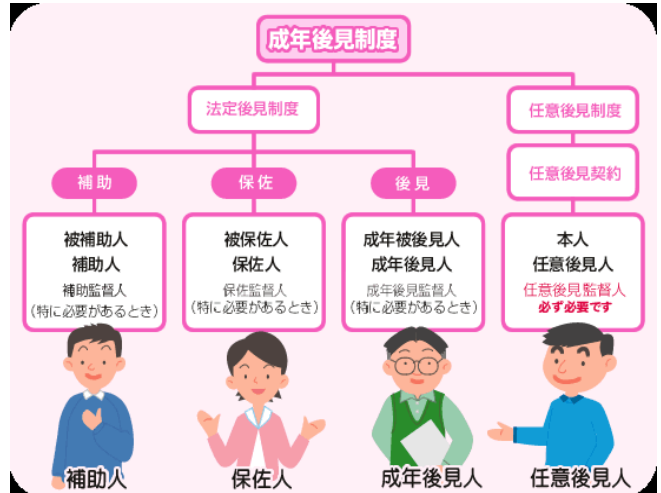 成年後見制度
法定後見制度
任意後見制度
任意後見契約
補助
保佐
後見
被補助人
補助人
補助監督人
(特に必要があるとき)
被保佐人
保佐人
保佐監督人
(特に必要があるとき)
成年被後見人
成年後見人
成年後見監督人
(特に必要があるとき)
本人
任意後見人
任意後見監督人
必ず必要です
補助人
保佐人
成年後見人
任意後見人